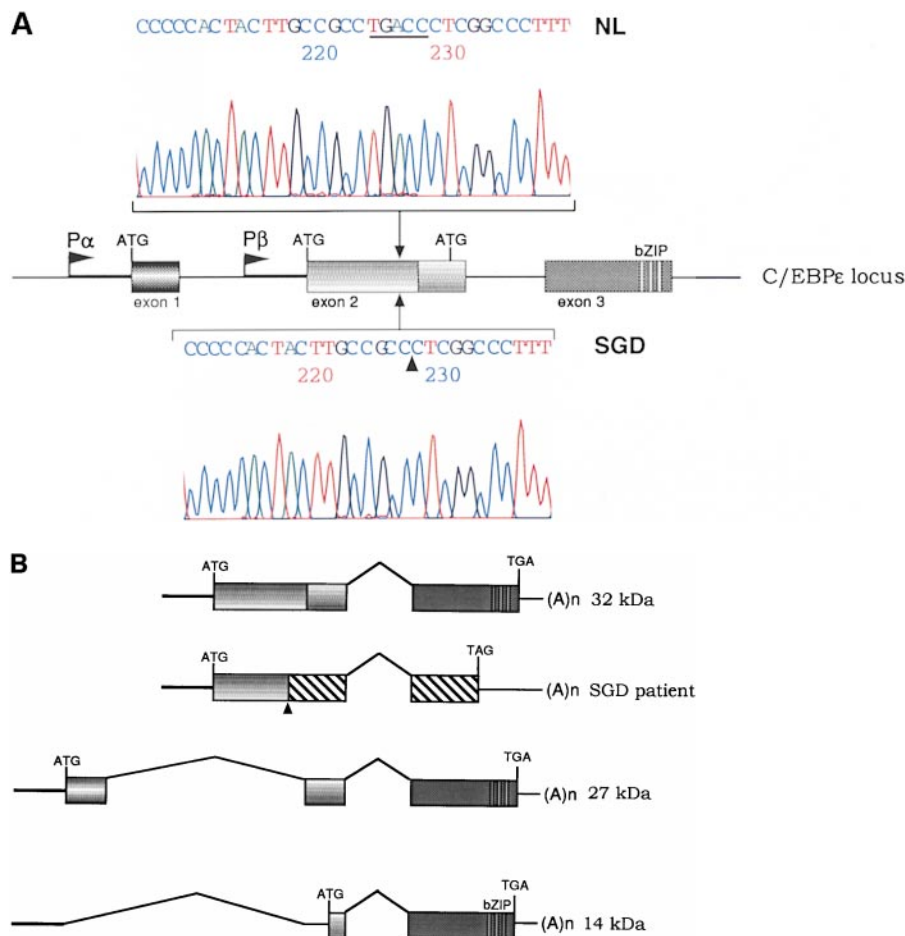 A
CCCCCACTACTTGCCGCCTGACCCTCGGCCCTTT NL
220 230
Pα ATG Pβ ATG ATG bZIP
C/EBPε locus
exon 1 exon 2 exon 3
CCCCCACTACTTGCCGCCCTCGGCCCTTT SGD
220 230
B
ATG TGA
(A)n 32 kDa
ATG TAG
(A)n SGD patient
ATG TGA
(A)n 27 kDa
ATG TGA
bZIP
(A)n 14 kDa